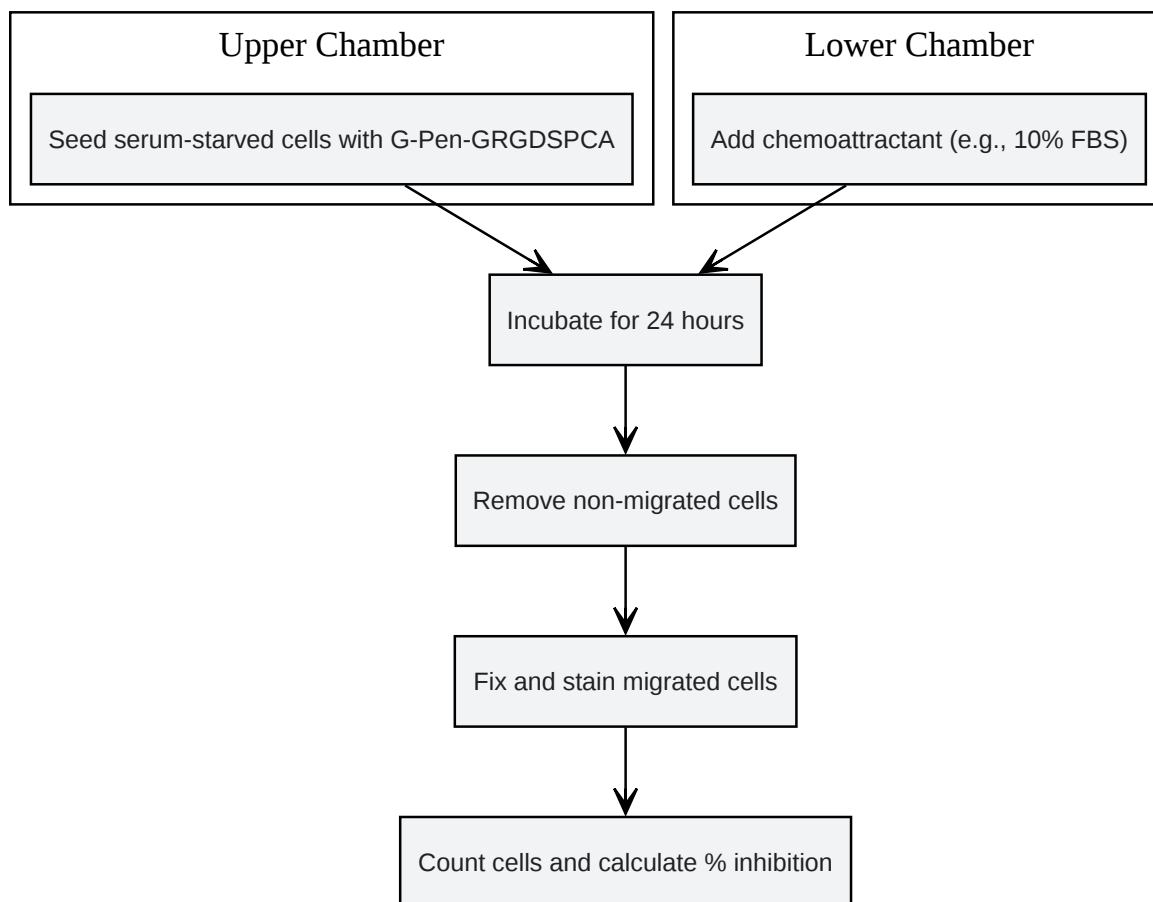 Upper Chamber
Lower Chamber
Seed serum-starved cells with G-Pen-GRGDSPCA
Add chemoattractant (e.g., 10% FBS)
Incubate for 24 hours
Remove non-migrated cells
Fix and stain migrated cells
Count cells and calculate % inhibition